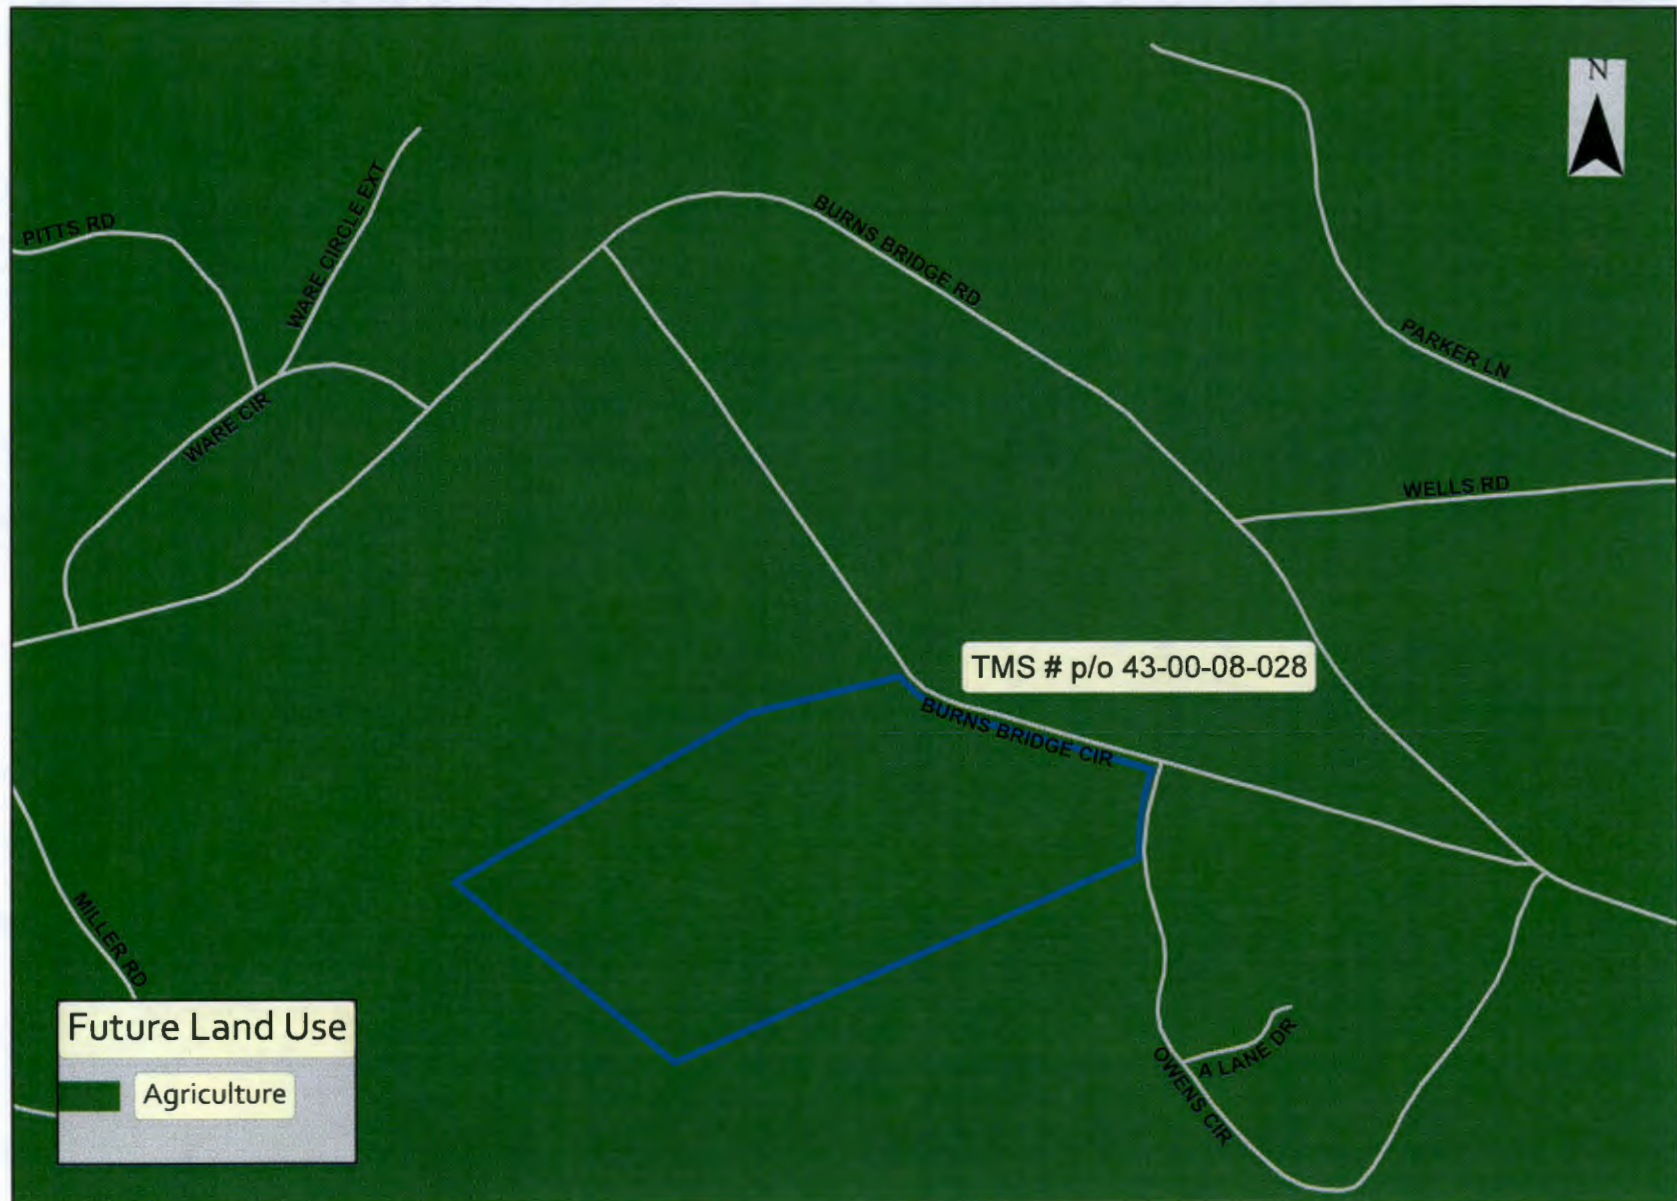 N
PITTS RD
WARE CIRCLE EXT
BURNS BRIDGE RD
PARKER LN
WARE CIR
WELLS RD
TMS # p/o 43-00-08-028
BURNS BRIDGE CIR
MILLER RD
Future Land Use
Agriculture
A LANE DR
OWENS CIR